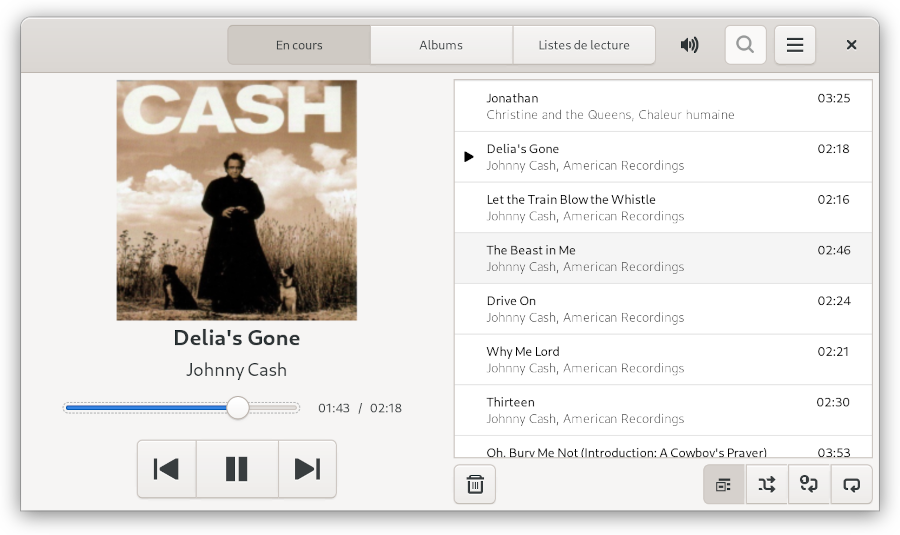 En cours
Albums
Listes de lecture
CASH
Delia's Gone
Johnny Cash
01:43 / 02:18
Jonathan 03:25
Christine and the Queens, Chaleur humaine
Delia's Gone 02:18
Johnny Cash, American Recordings
Let the Train Blow the Whistle 02:16
Johnny Cash, American Recordings
The Beast in Me 02:46
Johnny Cash, American Recordings
Drive On 02:24
Johnny Cash, American Recordings
Why Me Lord 02:21
Johnny Cash, American Recordings
Thirteen 02:30
Johnny Cash, American Recordings
Oh, Bury Me Not (Introduction: A Cowboy's Prayer) 03:53